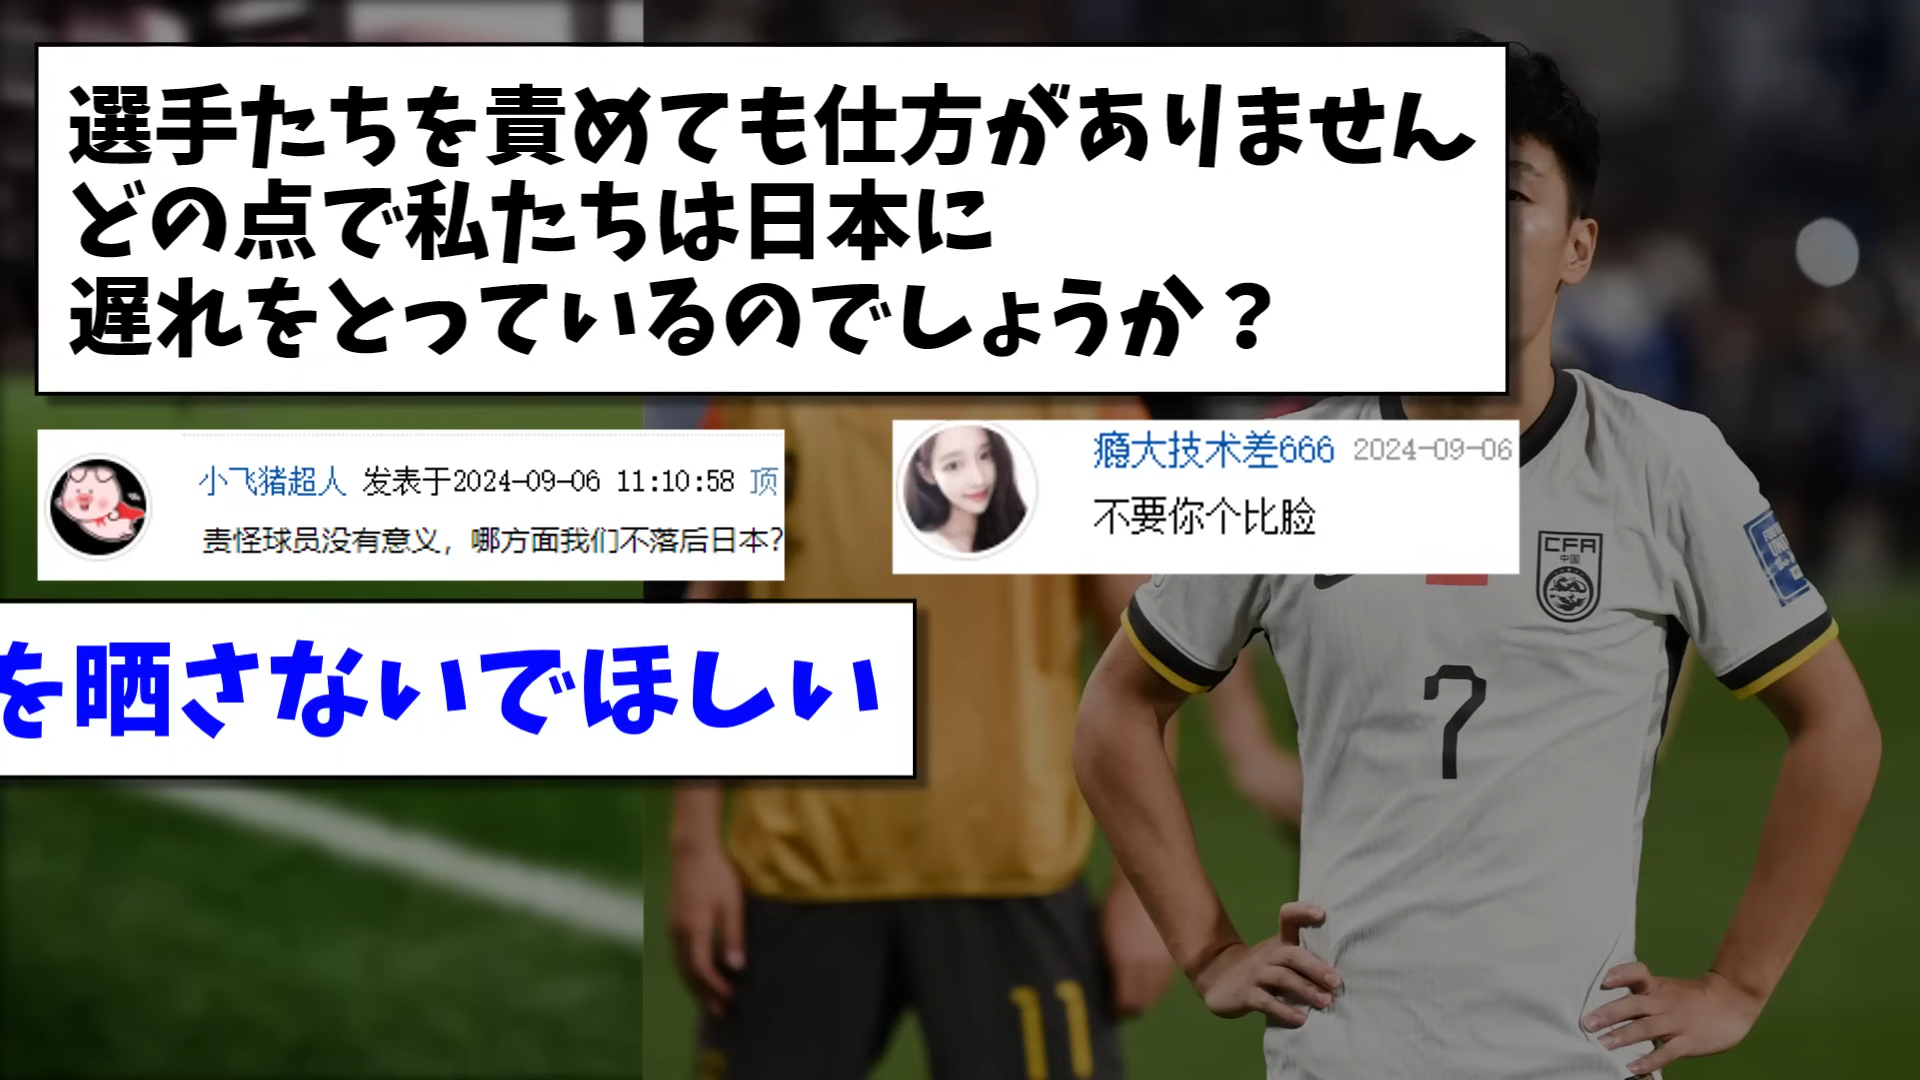 選手たちを責めても仕方がありません
どの点で私たちは日本に
遅れをとっているのでしょうか？
小飞猪超人 发表于2024-09-06 11:10:58 顶
责怪球员没有意义，哪方面我们不落后日本?
瘾大技术差666 2024-09-06
不要你个比脸
を晒さないでほしい
CFA
中国
7
11